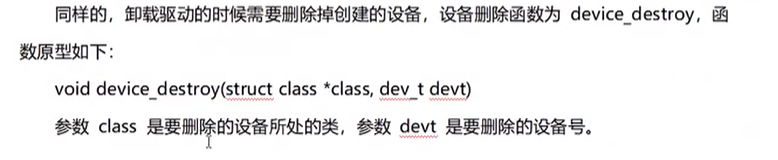 同样的，卸载驱动的时候需要删除掉创建的设备，设备删除函数为 device_destroy，函
数原型如下：
void device_destroy(struct class *class, dev_t devt)
参数 class 是要删除的设备所处的类，参数 devt 是要删除的设备号。